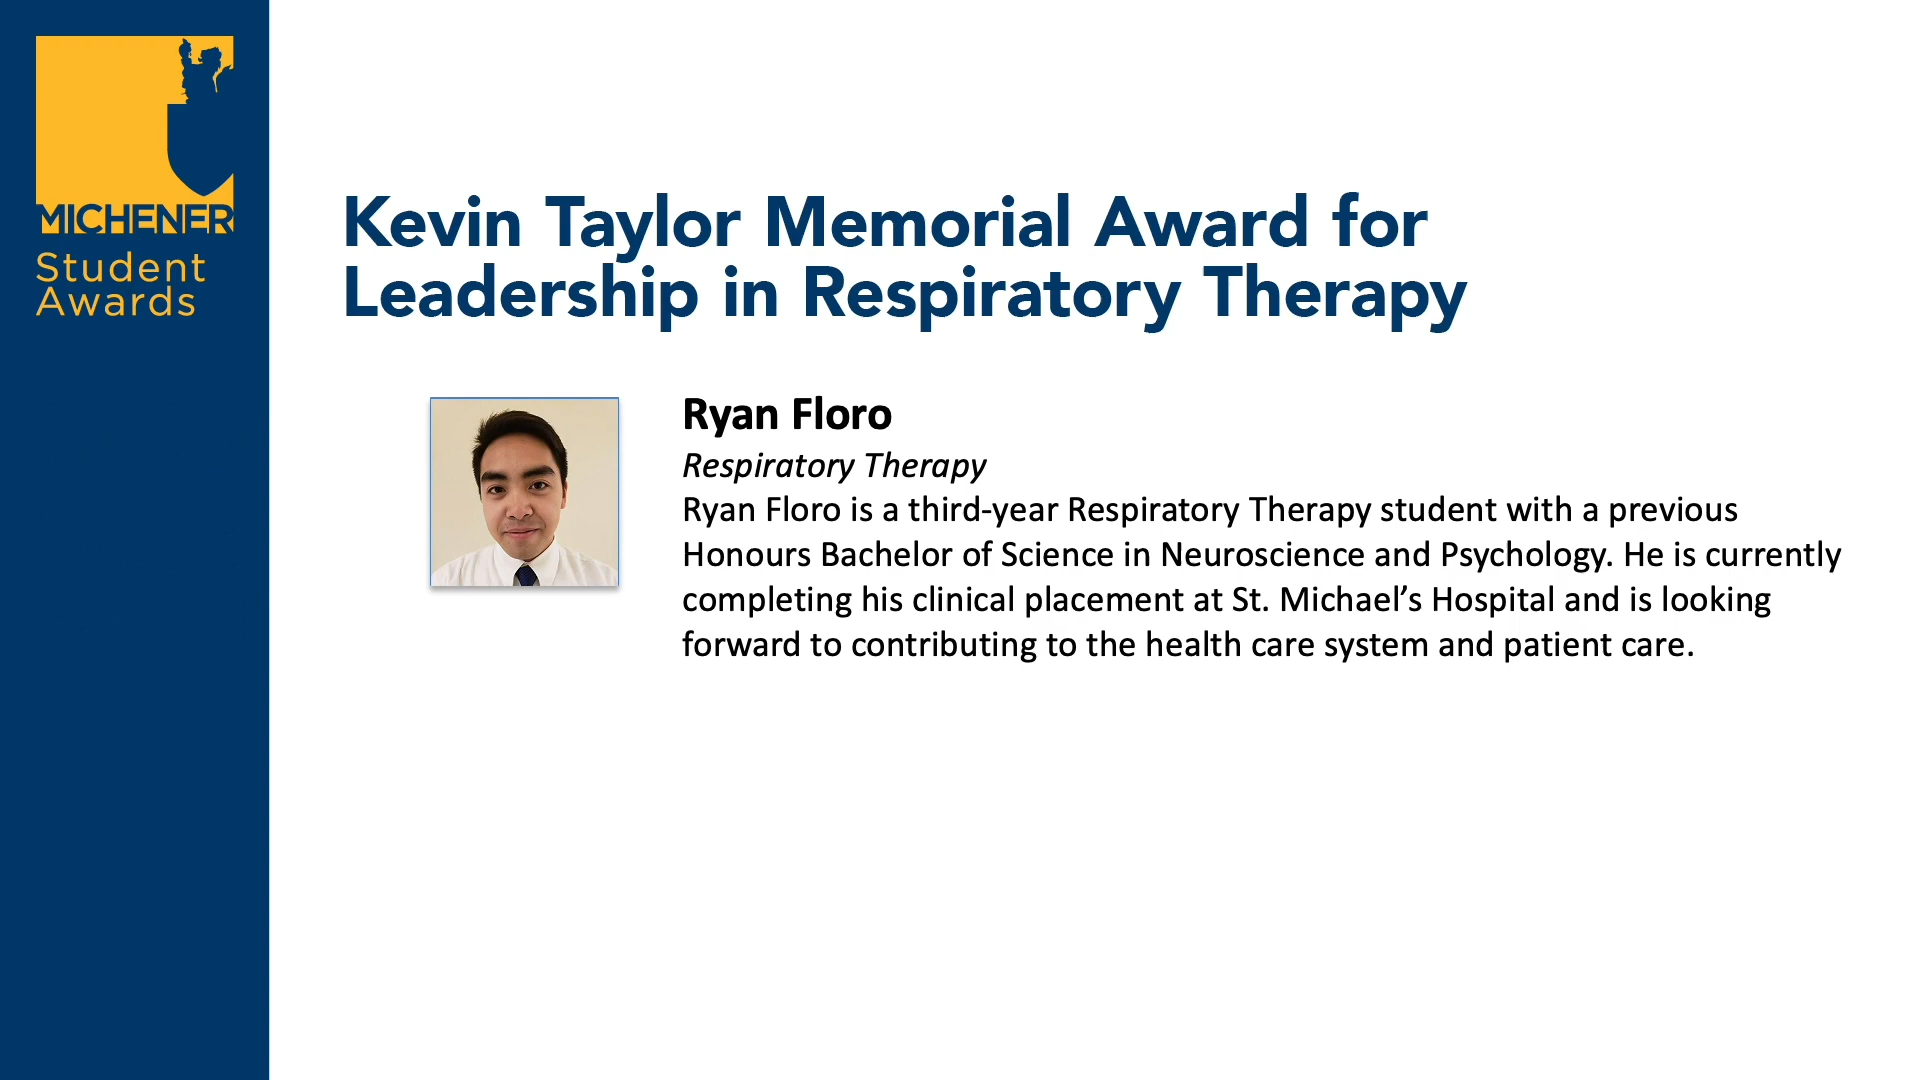 MICHENER
Student
Awards
Kevin Taylor Memorial Award for
Leadership in Respiratory Therapy
Ryan Floro
Respiratory Therapy
Ryan Floro is a third-year Respiratory Therapy student with a previous
Honours Bachelor of Science in Neuroscience and Psychology. He is currently
completing his clinical placement at St. Michael’s Hospital and is looking
forward to contributing to the health care system and patient care.